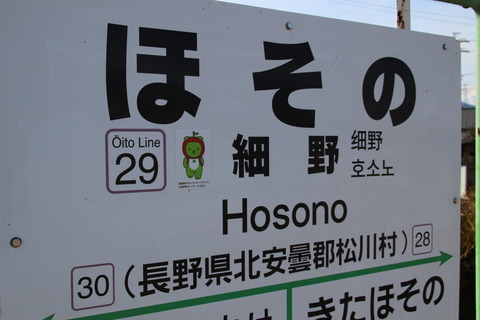 ほその
Ōito Line
29
細野
细野
호소노
Hosono
30 (長野県北安曇郡松川村) 28
きたほその